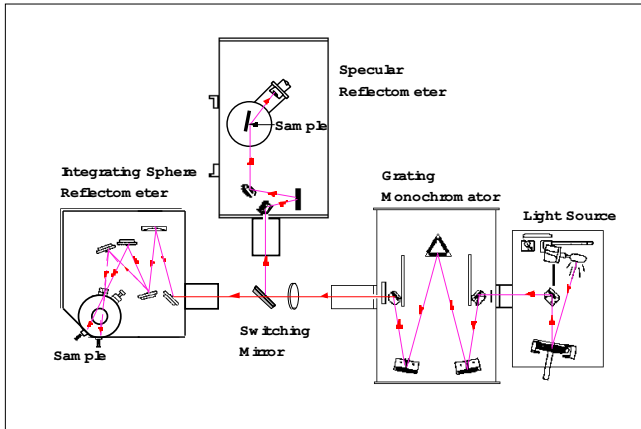 Specular
Reflectometer
Sample
Integrating Sphere
Reflectometer
Grating
Monochromator
Light Source
Switching
Mirror
Sample